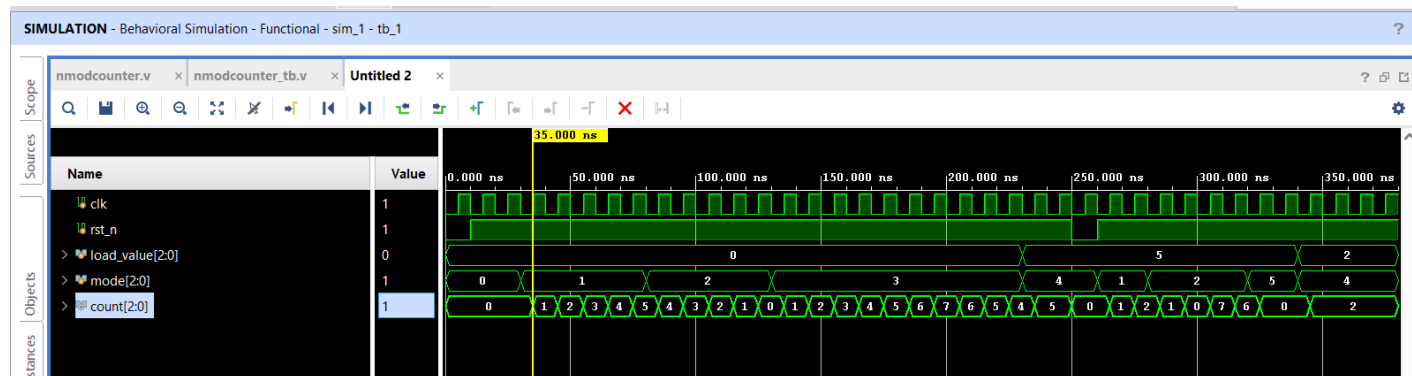 SIMULATION - Behavioral Simulation - Functional - sim_1 - tb_1 ?
nmodcounter.v × nmodcounter_tb.v × Untitled 2 × ?
Scope
Sources
Objects
stances
35.000 ns
Name Value 0.000 ns 50.000 ns 100.000 ns 150.000 ns 200.000 ns 250.000 ns 300.000 ns 350.000 ns
clk 1
rst_n 1
> load_value[2:0] 0 0 5 2
> mode[2:0] 1 0 1 2 3 4 1 2 5 4
> count[2:0] 1 0 1 2 3 4 5 4 3 2 1 0 1 2 3 4 5 6 7 6 5 4 5 0 1 2 1 0 7 6 0 2